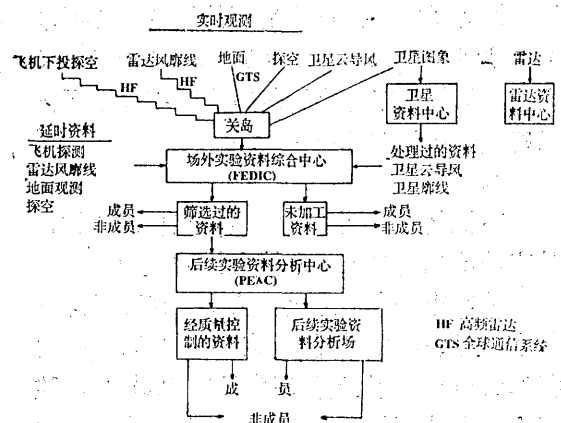 实时观测
飞机下投探空
雷达风廓线
地面
探空
卫星云导风
卫星图象
雷达
HF
HF
GTS
关岛
卫星
资料中心
雷达资
料中心
延时资料
飞机探测
雷达风廓线
地面观测
探空
场外实验资料综合中心
(FEDIC)
处理过的资料
卫星云导风
卫星廓线
成员
非成员
筛选过的
资料
未加工
资料
成员
非成员
后续实验资料分析中心
(PEAC)
经质量控
制的资料
后续实验资
料分析场
HF 高频雷达
GTS 全球通信系统
成
员
非成员